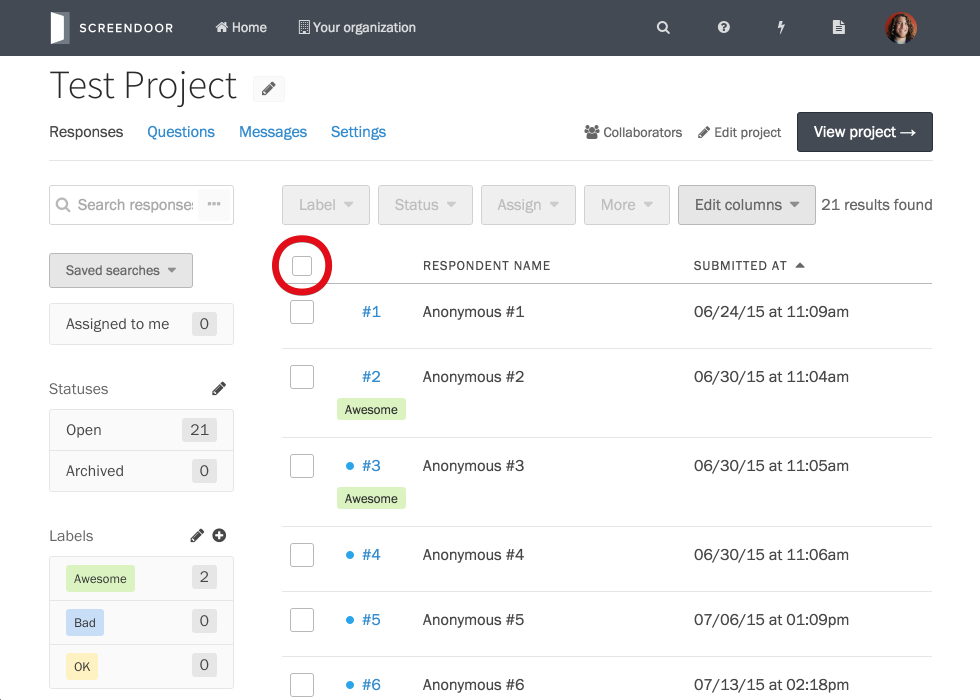 SCREENDOOR Home Your organization
Test Project
Responses Questions Messages Settings Collaborators Edit project View project →
Search responses ••• Label Status Assign More Edit columns 21 results found
Saved searches RESPONDENT NAME SUBMITTED AT
Assigned to me 0
Statuses
Open 21
Archived 0
Labels
Awesome 2
Bad 0
OK 0
#1 Anonymous #1 06/24/15 at 11:09am
#2 Anonymous #2 06/30/15 at 11:04am
Awesome
#3 Anonymous #3 06/30/15 at 11:05am
Awesome
#4 Anonymous #4 06/30/15 at 11:06am
#5 Anonymous #5 07/06/15 at 01:09pm
#6 Anonymous #6 07/13/15 at 02:18pm